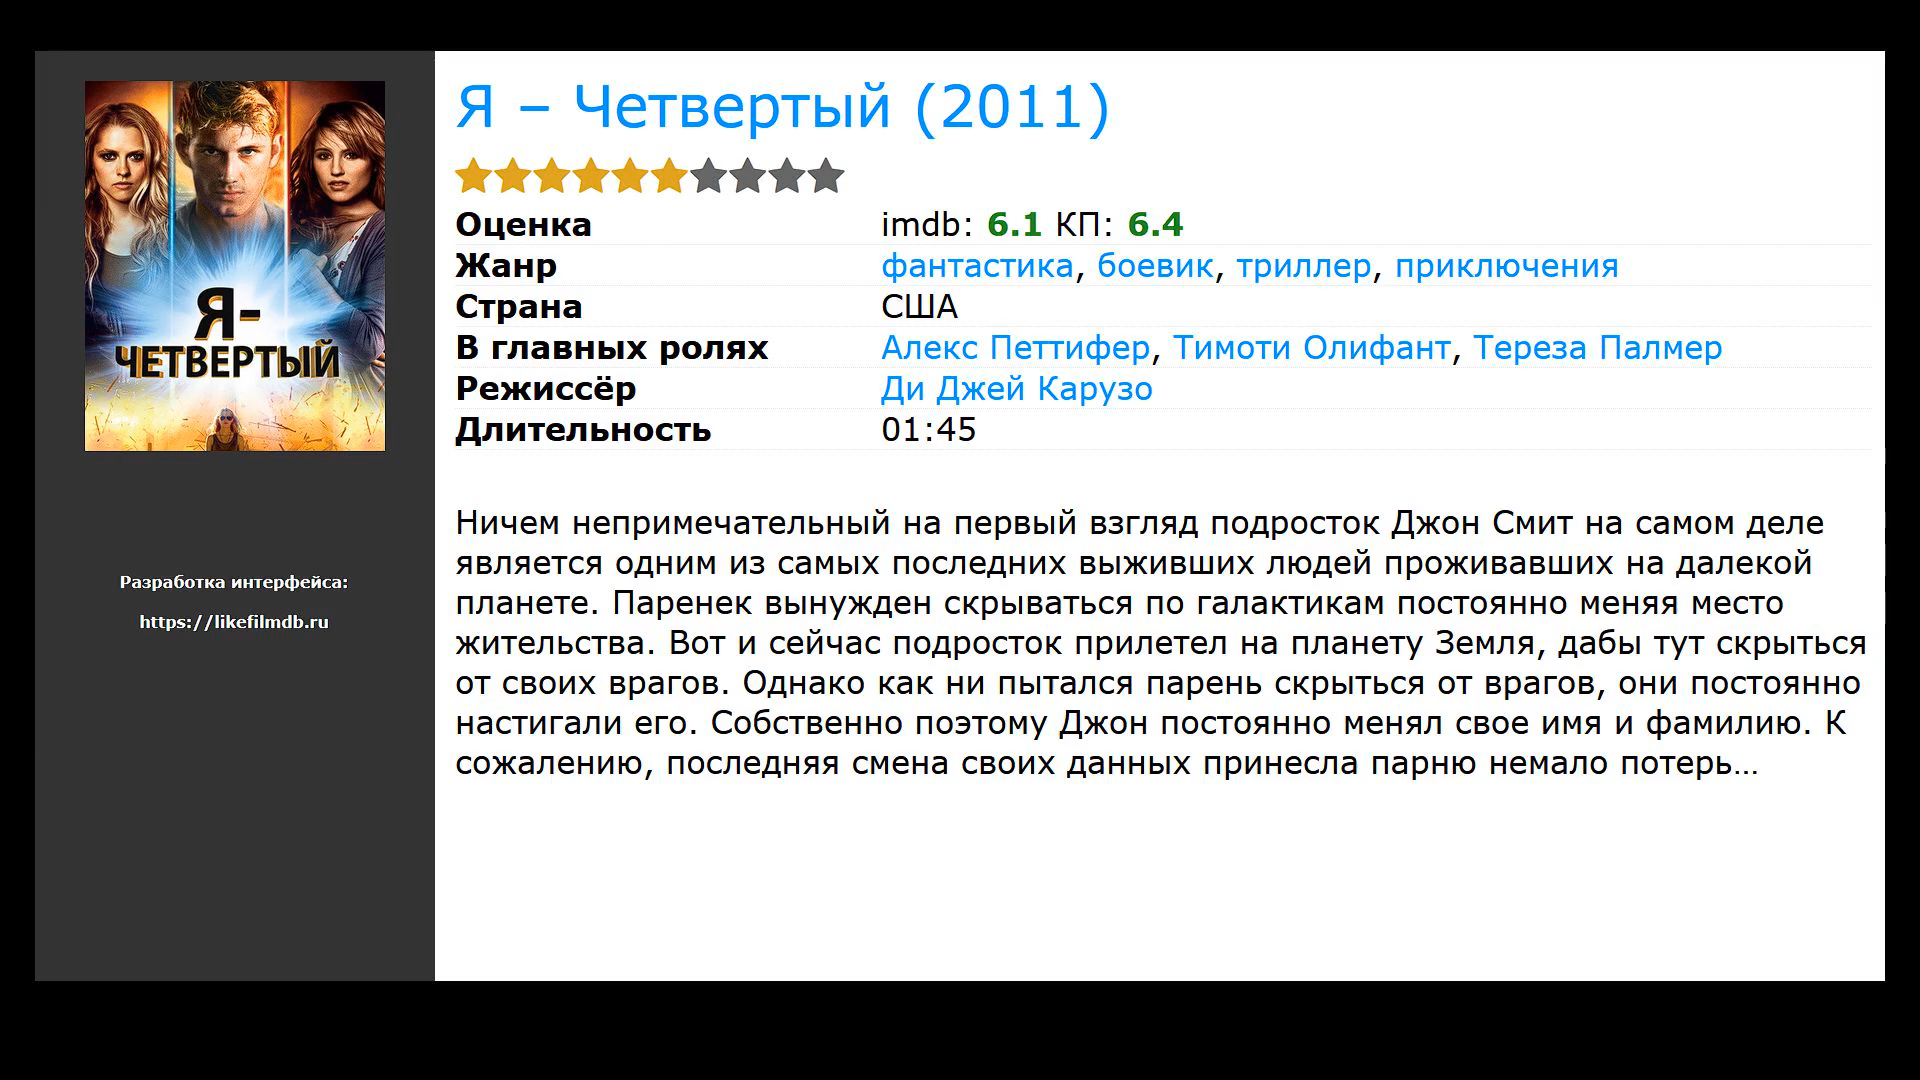 Я-
ЧЕТВЕРТЫЙ
Разработка интерфейса:
https://likefilmdb.ru
Я – Четвертый (2011)
Оценка imdb: 6.1 КП: 6.4
Жанр фантастика, боевик, триллер, приключения
Страна США
В главных ролях Алекс Петтифер, Тимоти Олифант, Тереза Палмер
Режиссёр Ди Джей Карузо
Длительность 01:45
Ничем непримечательный на первый взгляд подросток Джон Смит на самом деле
является одним из самых последних выживших людей проживавших на далекой
планете. Паренек вынужден скрываться по галактикам постоянно меняя место
жительства. Вот и сейчас подросток прилетел на планету Земля, дабы тут скрыться
от своих врагов. Однако как ни пытался парень скрыться от врагов, они постоянно
настигали его. Собственно поэтому Джон постоянно менял свое имя и фамилию. К
сожалению, последняя смена своих данных принесла парню немало потерь…